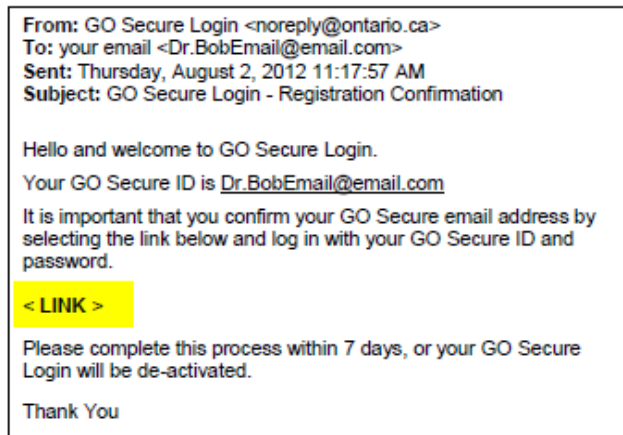 From: GO Secure Login <noreply@ontario.ca>
To: your email <Dr.BobEmail@email.com>
Sent: Thursday, August 2, 2012 11:17:57 AM
Subject: GO Secure Login - Registration Confirmation
Hello and welcome to GO Secure Login.
Your GO Secure ID is Dr.BobEmail@email.com
It is important that you confirm your GO Secure email address by
selecting the link below and log in with your GO Secure ID and
password.
< LINK >
Please complete this process within 7 days, or your GO Secure
Login will be de-activated.
Thank You